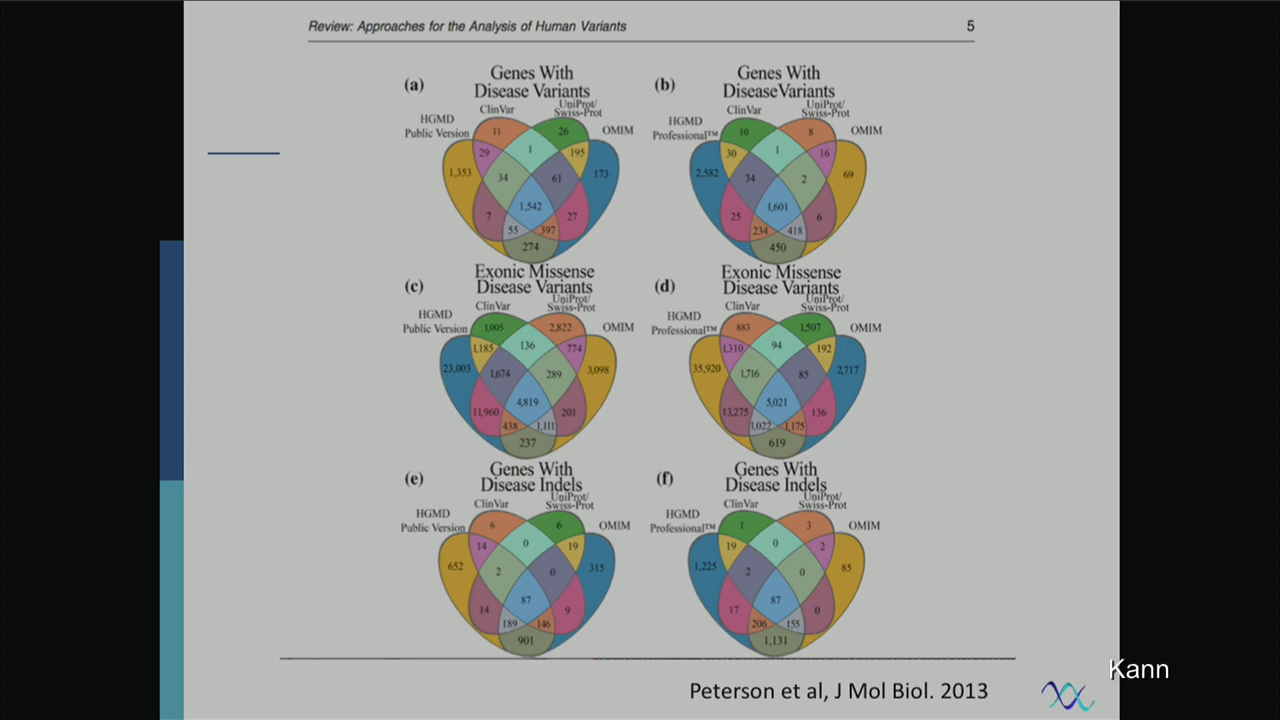 Review: Approaches for the Analysis of Human Variants 5
(a) Genes With
Disease Variants
HGMD
Public Version
ClinVar
UniProt/
Swiss-Prot
OMIM
11
26
29
1
195
1,353
34
61
173
1,542
7
27
55
397
274
(b) Genes With
DiseaseVariants
HGMD
Professional™
ClinVar
UniProt/
Swiss-Prot
OMIM
10
8
30
1
16
2,582
34
2
69
1,601
25
6
234
418
450
(c) Exonic Missense
Disease Variants
HGMD
Public Version
ClinVar
UniProt/
Swiss-Prot
OMIM
1,005
2,822
1,185
136
774
23,003
1,674
289
3,098
4,819
11,960
201
438
1,111
237
(d) Exonic Missense
Disease Variants
HGMD
Professional™
ClinVar
UniProt/
Swiss-Prot
OMIM
883
1,507
1,310
94
192
35,920
1,716
85
2,717
5,021
13,275
136
1,022
1,175
619
(e) Genes With
Disease Indels
HGMD
Public Version
ClinVar
UniProt/
Swiss-Prot
OMIM
6
6
14
0
19
652
2
0
315
87
14
9
189
146
901
(f) Genes With
Disease Indels
HGMD
Professional™
ClinVar
UniProt/
Swiss-Prot
OMIM
1
3
19
0
2
1,225
2
0
85
87
17
0
206
155
1,131
Peterson et al, J Mol Biol. 2013
Kann